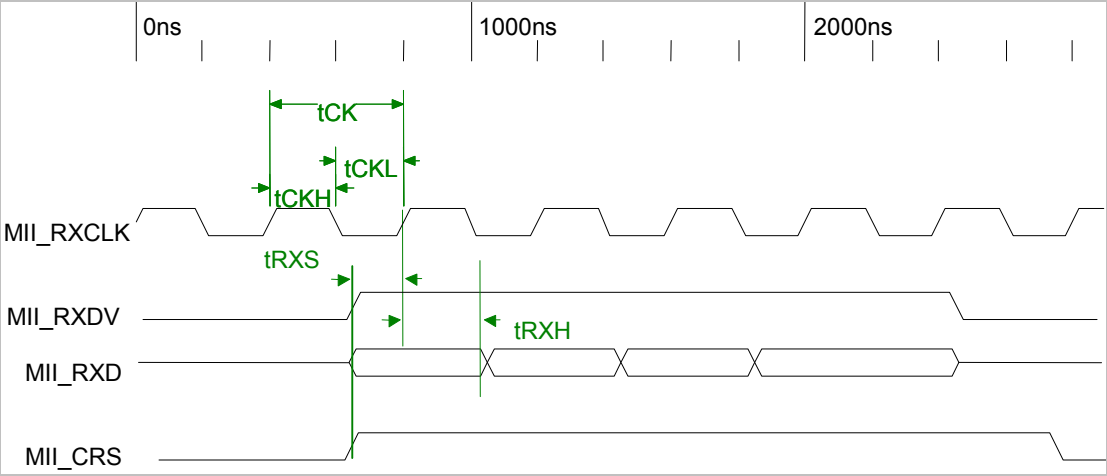 0ns 1000ns 2000ns
tCK
tCKL
tCKH
MII_RXCLK
tRXS
MII_RXDV
tRXH
MII_RXD
MII_CRS